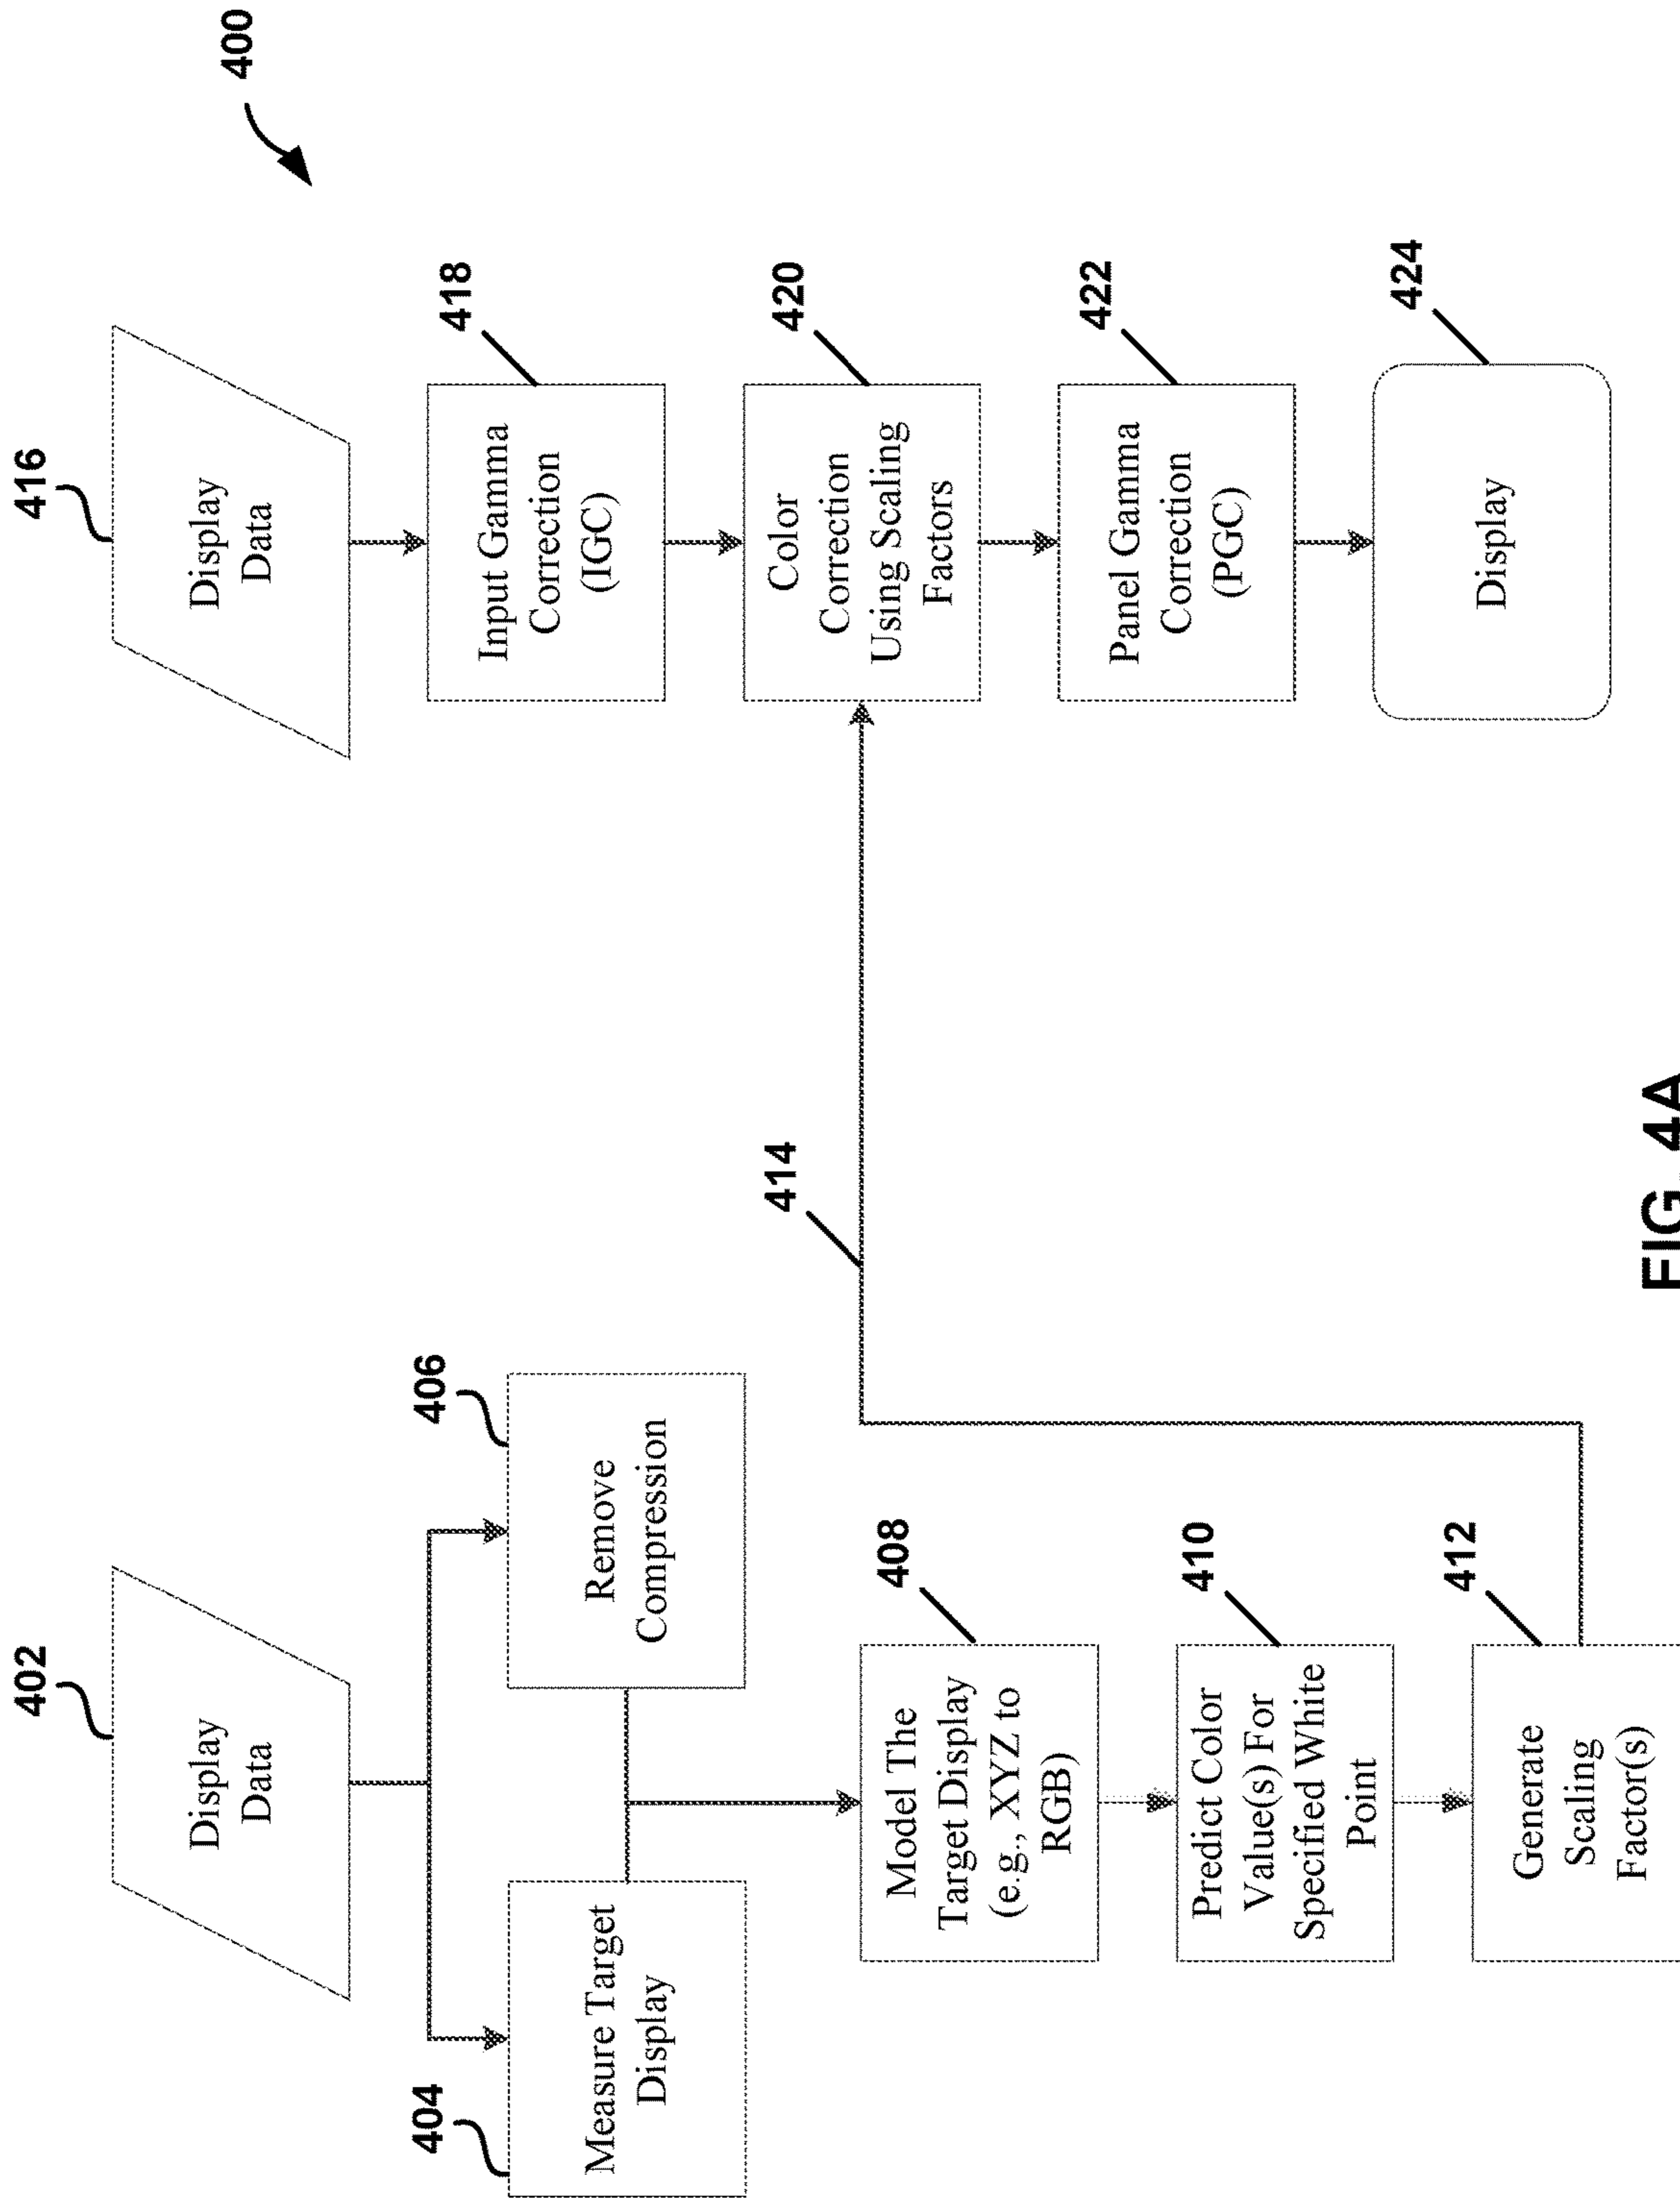 400
402
Display
Data
404
Measure Target
Display
406
Remove
Compression
408
Model The
Target Display
(e.g., XYZ to
RGB)
410
Predict Color
Value(s) For
Specified White
Point
412
Generate
Scaling
Factor(s)
414
416
Display
Data
418
Input Gamma
Correction
(IGC)
420
Color
Correction
Using Scaling
Factors
422
Panel Gamma
Correction
(PGC)
424
Display
FIG. 4A